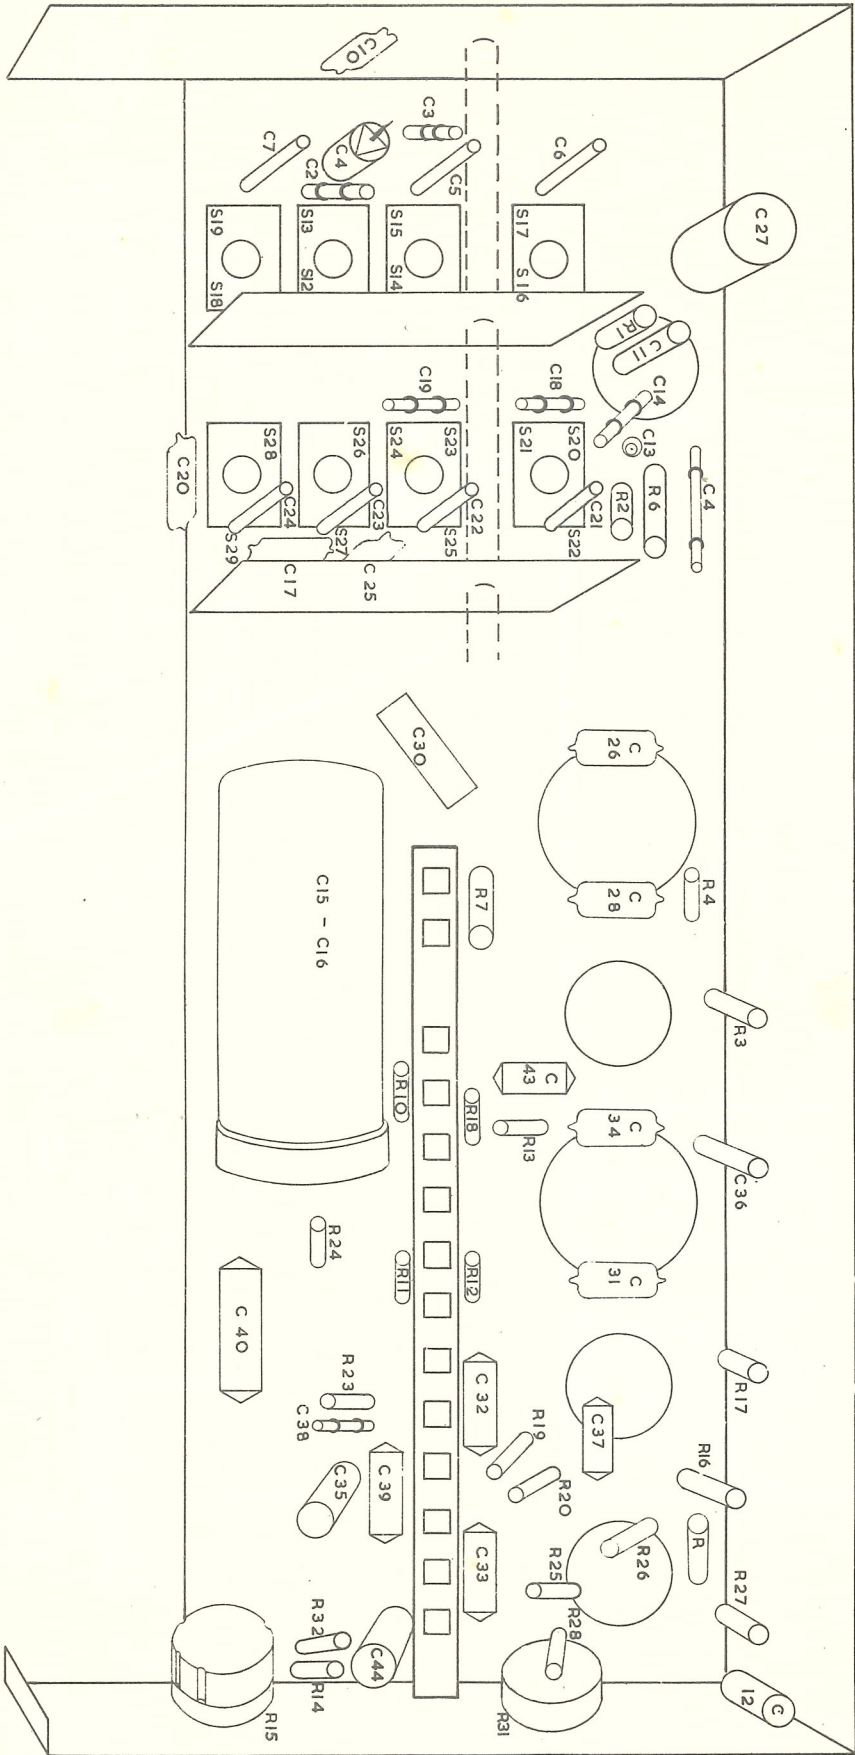 C10
C3
C7
C4
C6
C2
C5
C27
S19
S13
S15
S17
S18
S12
S14
S16
R1
C11
C19
C18
C14
C13
S28
S26
S24
S23
S21
S20
C20
C4
R2
R6
C24
C23
C22
C21
S29
S27
S25
S22
C17
C25
C30
C
26
C15 - C16
R7
C
28
R4
R3
C
43
R10
R18
R13
C
34
C36
R24
R11
R12
C
31
C 40
R23
C32
R17
C38
R19
C37
C35
C39
R20
R16
R
C33
R25
R26
R27
R32
C44
R28
R14
R15
R31
C
12